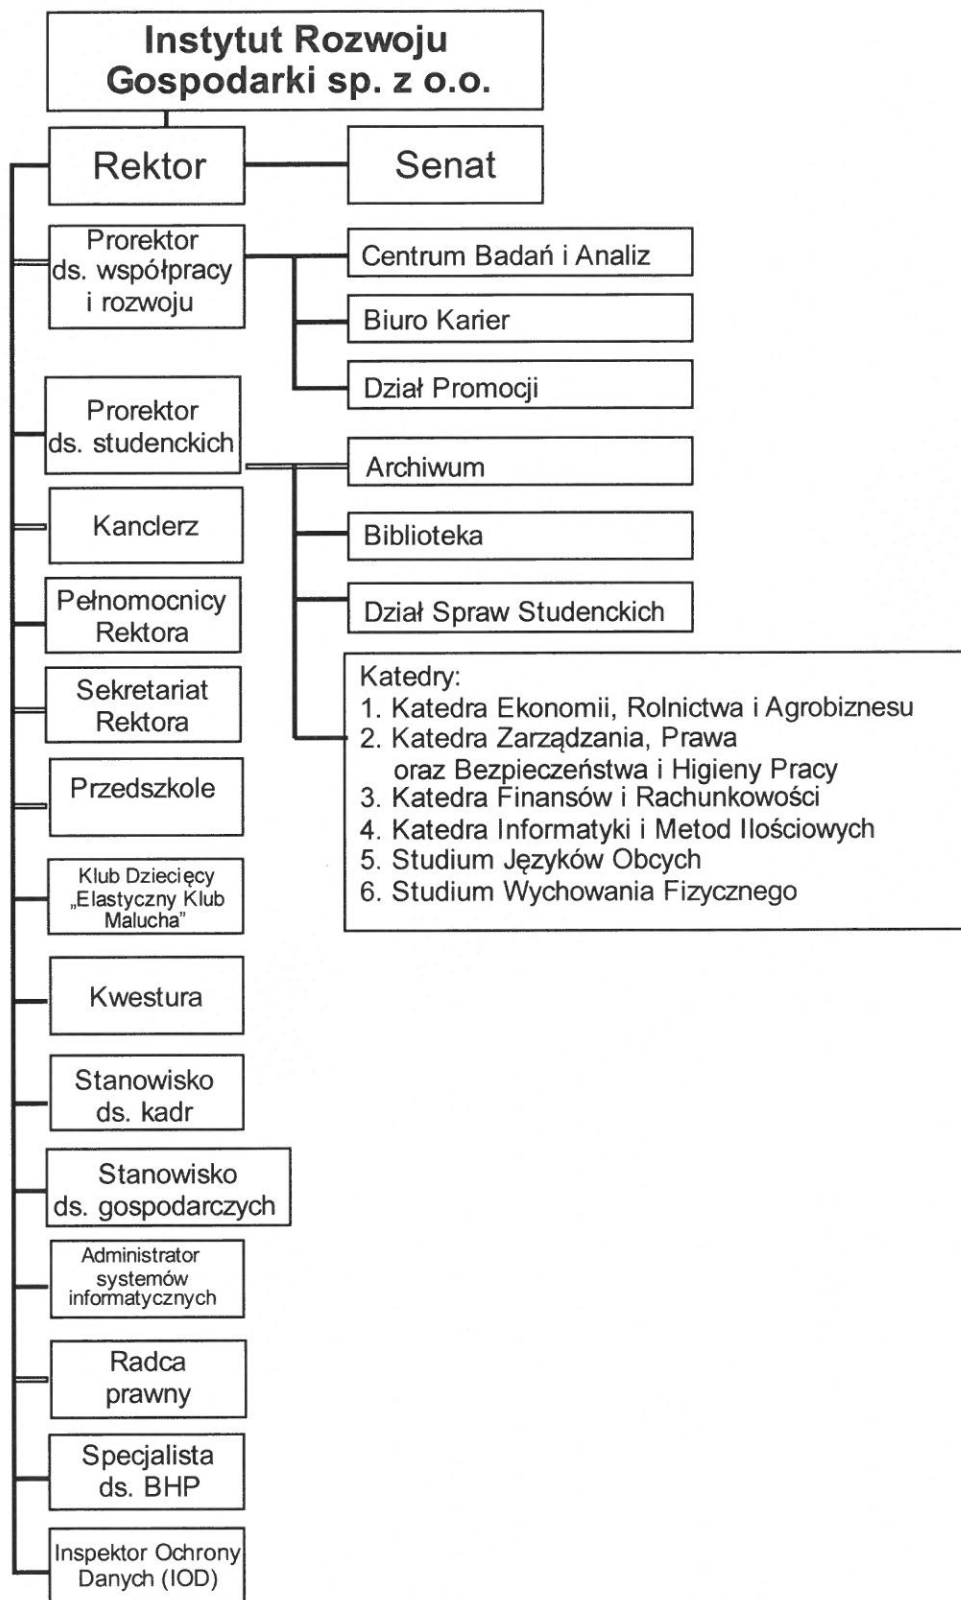 Instytut Rozwoju
Gospodarki sp. z o.o.
Rektor
Senat
Prorektor
ds. współpracy
i rozwoju
Centrum Badań i Analiz
Biuro Karier
Dział Promocji
Prorektor
ds. studenckich
Archiwum
Biblioteka
Dział Spraw Studenckich
Katedry:
1. Katedra Ekonomii, Rolnictwa i Agrobiznesu
2. Katedra Zarządzania, Prawa
oraz Bezpieczeństwa i Higieny Pracy
3. Katedra Finansów i Rachunkowości
4. Katedra Informatyki i Metod Ilościowych
5. Studium Języków Obcych
6. Studium Wychowania Fizycznego
Kanclerz
Pełnomocnicy
Rektora
Sekretariat
Rektora
Przedszkole
Klub Dziecięcy
„Elastyczny Klub
Malucha”
Kwestura
Stanowisko
ds. kadr
Stanowisko
ds. gospodarczych
Administrator
systemów
informatycznych
Radca
prawny
Specjalista
ds. BHP
Inspektor Ochrony
Danych (IOD)